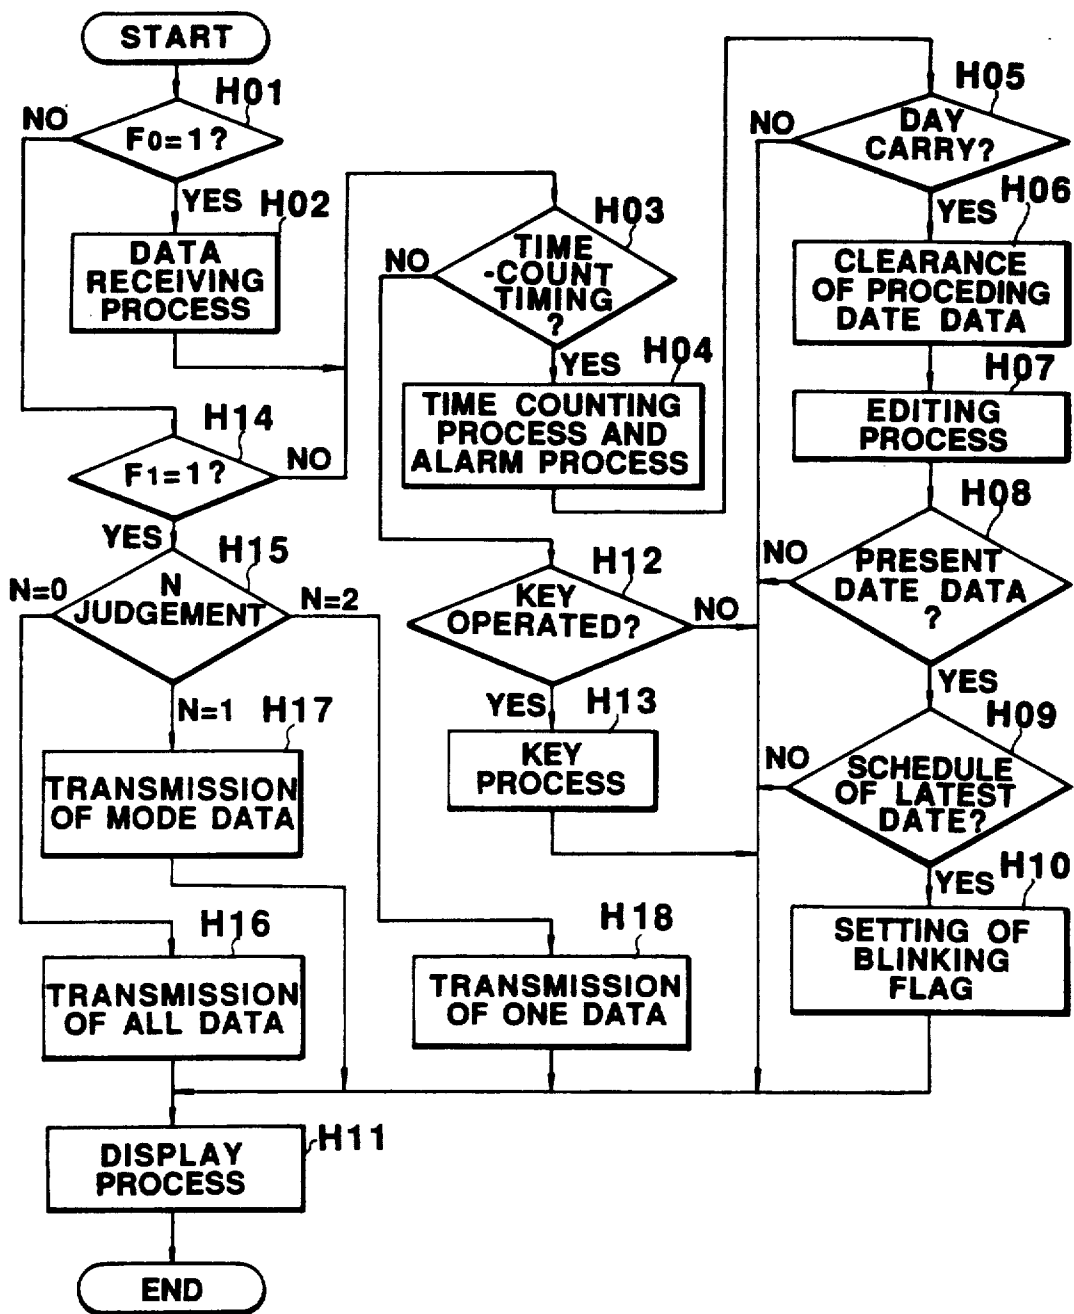 START
H01
NO
F0=1?
YES
H02
DATA
RECEIVING
PROCESS
H14
F1=1?
NO
YES
H15
N=0
N
JUDGEMENT
N=2
N=1
H17
TRANSMISSION
OF MODE DATA
H16
TRANSMISSION
OF ALL DATA
H11
DISPLAY
PROCESS
END
H03
NO
TIME
-COUNT
TIMING
?
YES
H04
TIME COUNTING
PROCESS AND
ALARM PROCESS
H12
KEY
OPERATED?
NO
YES
H13
KEY
PROCESS
H18
TRANSMISSION
OF ONE DATA
H05
NO
DAY
CARRY?
YES
H06
CLEARANCE
OF PROCEDING
DATE DATA
H07
EDITING
PROCESS
H08
NO
PRESENT
DATE DATA
?
YES
H09
NO
SCHEDULE
OF LATEST
DATE?
YES
H10
SETTING OF
BLINKING
FLAG